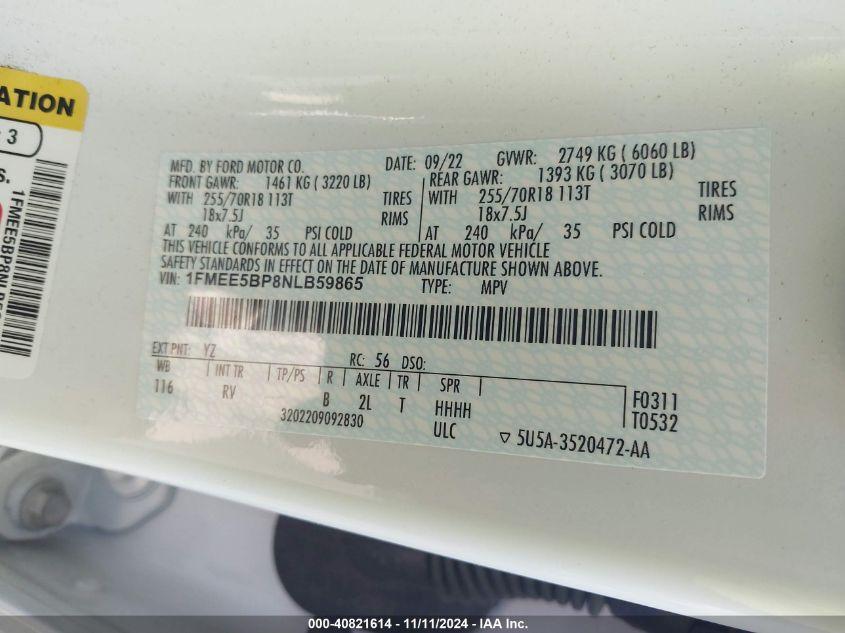 ATION
3
S. 1FMEE5BP8NLB59
MFD. BY FORD MOTOR CO. DATE: 09/22 GVWR: 2749 KG ( 6060 LB)
FRONT GAWR: 1461 KG ( 3220 LB) REAR GAWR: 1393 KG ( 3070 LB)
WITH 255/70R18 113T TIRES WITH 255/70R18 113T TIRES
18x7.5J RIMS 18x7.5J RIMS
AT 240 kPa/ 35 PSI COLD AT 240 kPa/ 35 PSI COLD
THIS VEHICLE CONFORMS TO ALL APPLICABLE FEDERAL MOTOR VEHICLE
SAFETY STANDARDS IN EFFECT ON THE DATE OF MANUFACTURE SHOWN ABOVE.
VIN: 1FMEE5BP8NLB59865 TYPE: MPV
EXT PNT: YZ RC: 56 DSO:
WB INT TR TP/PS R AXLE TR SPR
116 RV B 2L T HHHH F0311
3202209092830 ULC T0532
5U5A-3520472-AA
000-40821614 - 11/11/2024 - IAA Inc.